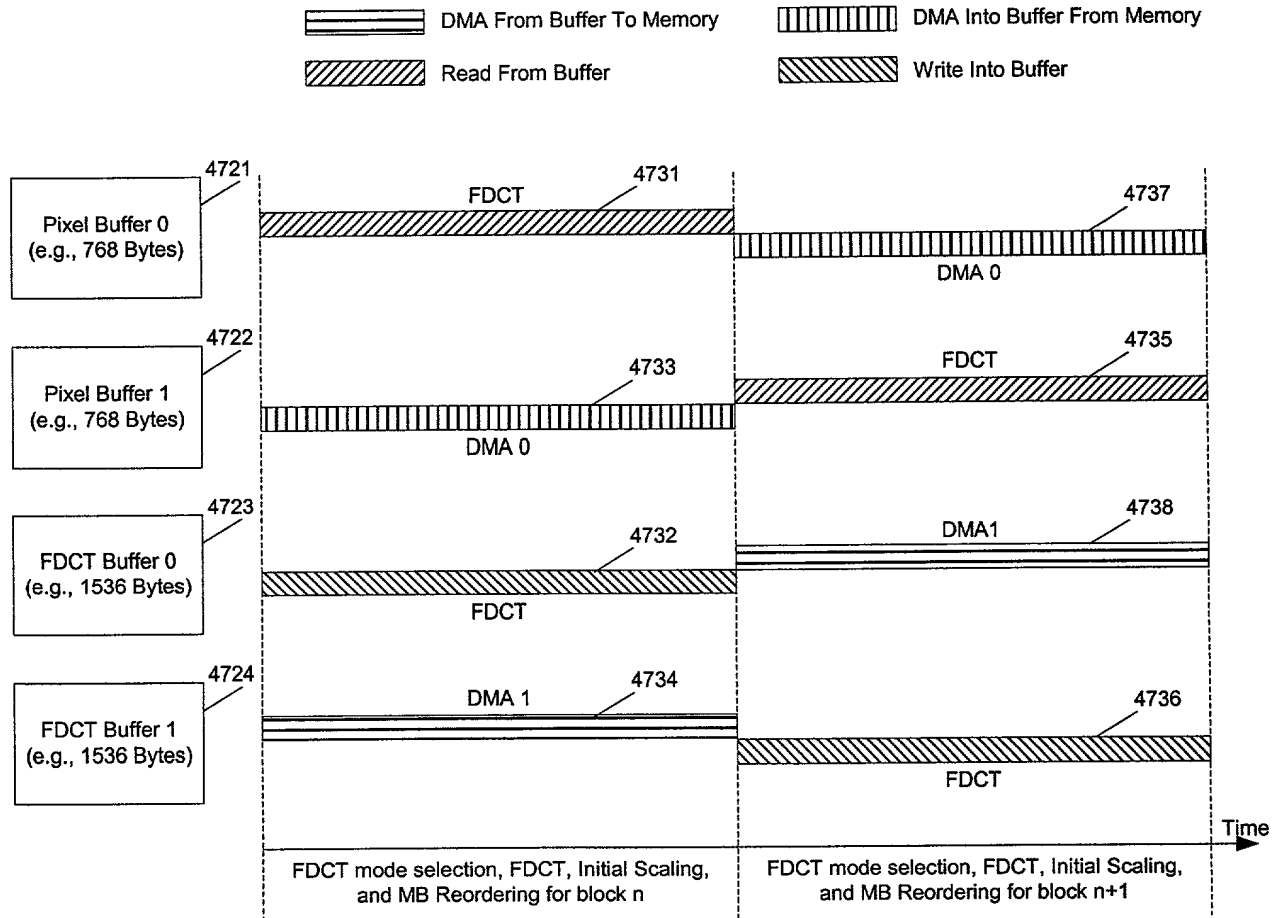 DMA From Buffer To Memory
DMA Into Buffer From Memory
Read From Buffer
Write Into Buffer
4721
Pixel Buffer 0
(e.g., 768 Bytes)
FDCT
4731
4737
DMA 0
4722
Pixel Buffer 1
(e.g., 768 Bytes)
4733
DMA 0
FDCT
4735
4723
FDCT Buffer 0
(e.g., 1536 Bytes)
4732
FDCT
DMA1
4738
4724
FDCT Buffer 1
(e.g., 1536 Bytes)
DMA 1
4734
4736
FDCT
Time
FDCT mode selection, FDCT, Initial Scaling,
and MB Reordering for block n
FDCT mode selection, FDCT, Initial Scaling,
and MB Reordering for block n+1